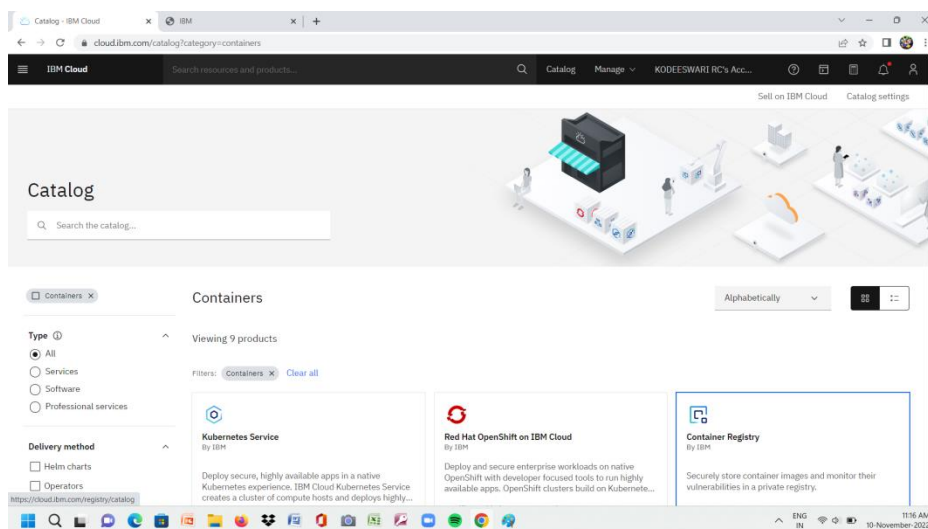 Catalog - IBM Cloud
IBM
cloud.ibm.com/catalog?category=containers
IBM Cloud
Search resources and products...
Catalog
Manage
KODEESWARI RC's Acc...
Sell on IBM Cloud
Catalog settings
Catalog
Search the catalog...
Containers
Containers
Alphabetically
Type
Viewing 9 products
All
Services
Filters: Containers Clear all
Software
Professional services
Delivery method
Helm charts
Operators
Kubernetes Service
By IBM
Deploy secure, highly available apps in a native
Kubernetes experience. IBM Cloud Kubernetes Service
creates a cluster of compute hosts and deploys highly...
Red Hat OpenShift on IBM Cloud
By IBM
Deploy and secure enterprise workloads on native
OpenShift with developer focused tools to run highly
available apps. OpenShift clusters build on Kubernete...
Container Registry
By IBM
Securely store container images and monitor their
vulnerabilities in a private registry.
https://cloud.ibm.com/registry/catalog
ENG
IN
11:16 AM
10-November-2022